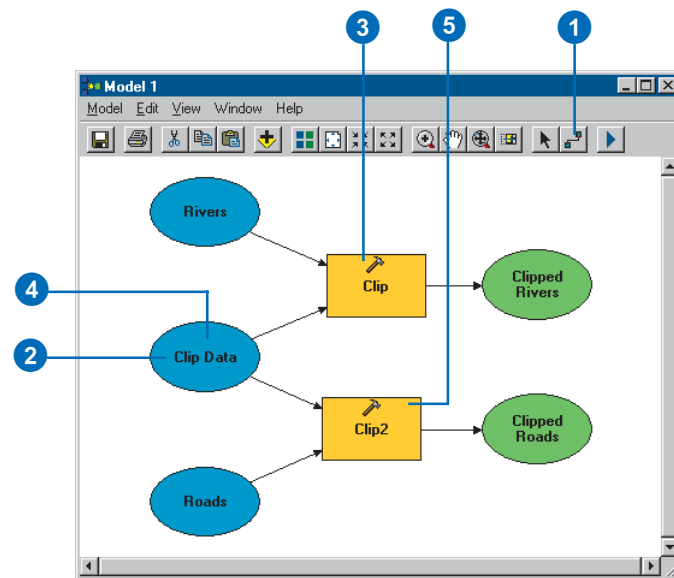 3
5
1
Model 1
Model Edit View Window Help
Rivers
Clip
Clipped
Rivers
4
2
Clip Data
Clip2
Clipped
Roads
Roads